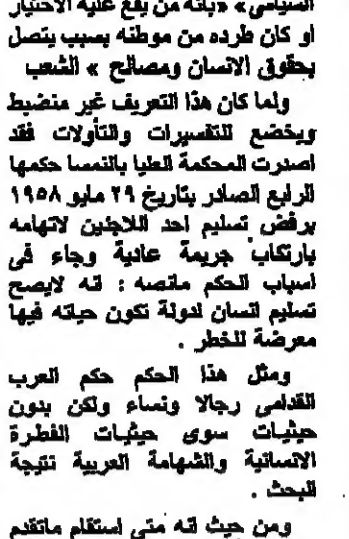 السياسى» «بانه من يقع عليه الاختيار
او كان طرده من موطنه بسبب يتصل
بحقوق الانسان ومصالح » الشعب
ولما كان هذا التعريف غير منضبط
ويخضع للتفسيرات والتأولات فقد
اصدرت المحكمة العليا بالنمسا حكمها
الرابع الصادر بتاريخ ٢٩ مايو ١٩٥٨
برفض تسليم احد اللاجئين لاتهامه
بارتكاب جريمة عادية وجاء فى
اسباب الحكم مانصه : انه لايصح
تسليم انسان لدولة تكون حياته فيها
معرضة للخطر .
ومثل هذا الحكم حكم العرب
القدامى رجالا ونساء ولكن بدون
حيثيات سوى حيثيات الفطرة
الانسانية والشهامة العربية نتيجة
البحث .
ومن حيث انه متى استقام ماتقدم